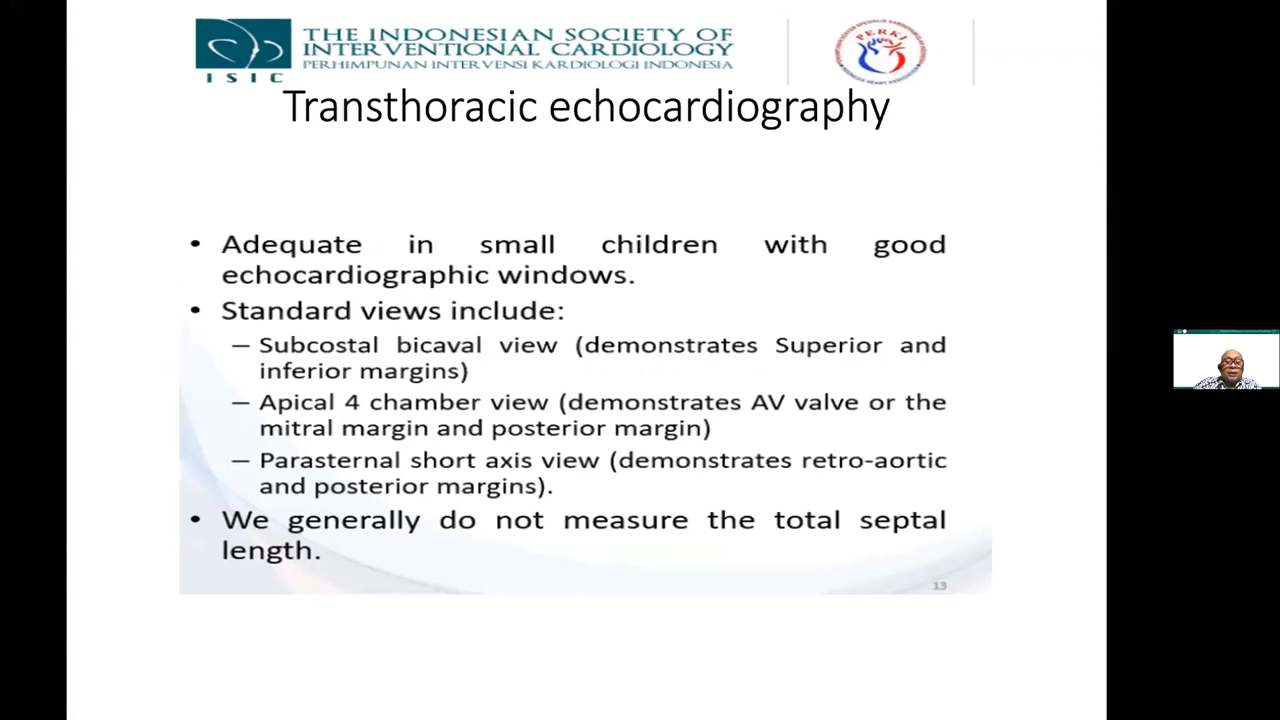 THE INDONESIAN SOCIETY OF
INTERVENTIONAL CARDIOLOGY
PERHIMPUNAN INTERVENSI KARDIOLOGI INDONESIA
ISIC
PERKI
Transthoracic echocardiography
• Adequate in small children with good
echocardiographic windows.
• Standard views include:
– Subcostal bicaval view (demonstrates Superior and
inferior margins)
– Apical 4 chamber view (demonstrates AV valve or the
mitral margin and posterior margin)
– Parasternal short axis view (demonstrates retro-aortic
and posterior margins).
• We generally do not measure the total septal
length.
13